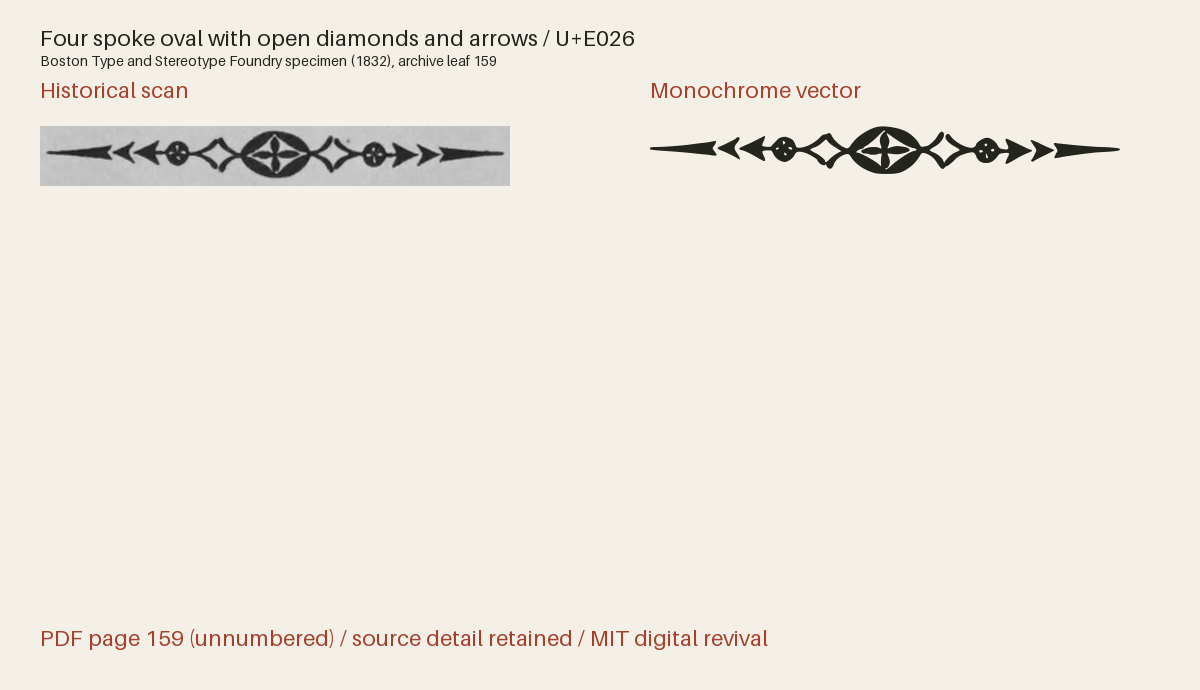 Four spoke oval with open diamonds and arrows / U+E026
Boston Type and Stereotype Foundry specimen (1832), archive leaf 159
Historical scan
Monochrome vector
PDF page 159 (unnumbered) / source detail retained / MIT digital revival